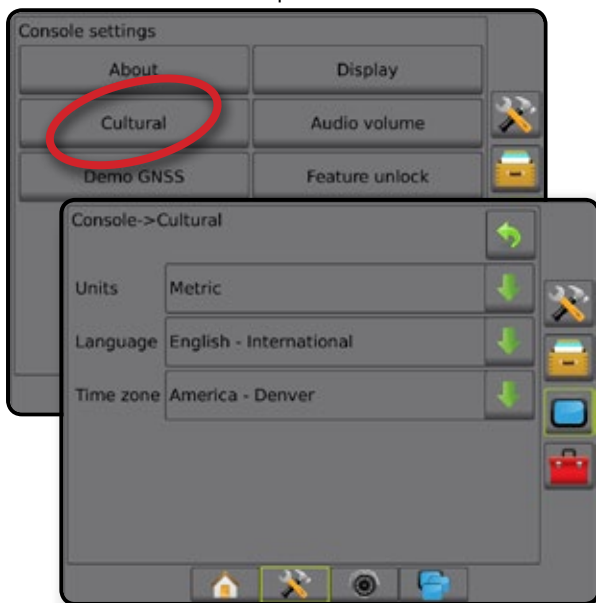 Console settings
About
Display
Cultural
Audio volume
Demo GNSS
Feature unlock
Console->Cultural
Units Metric
Language English - International
Time zone America - Denver